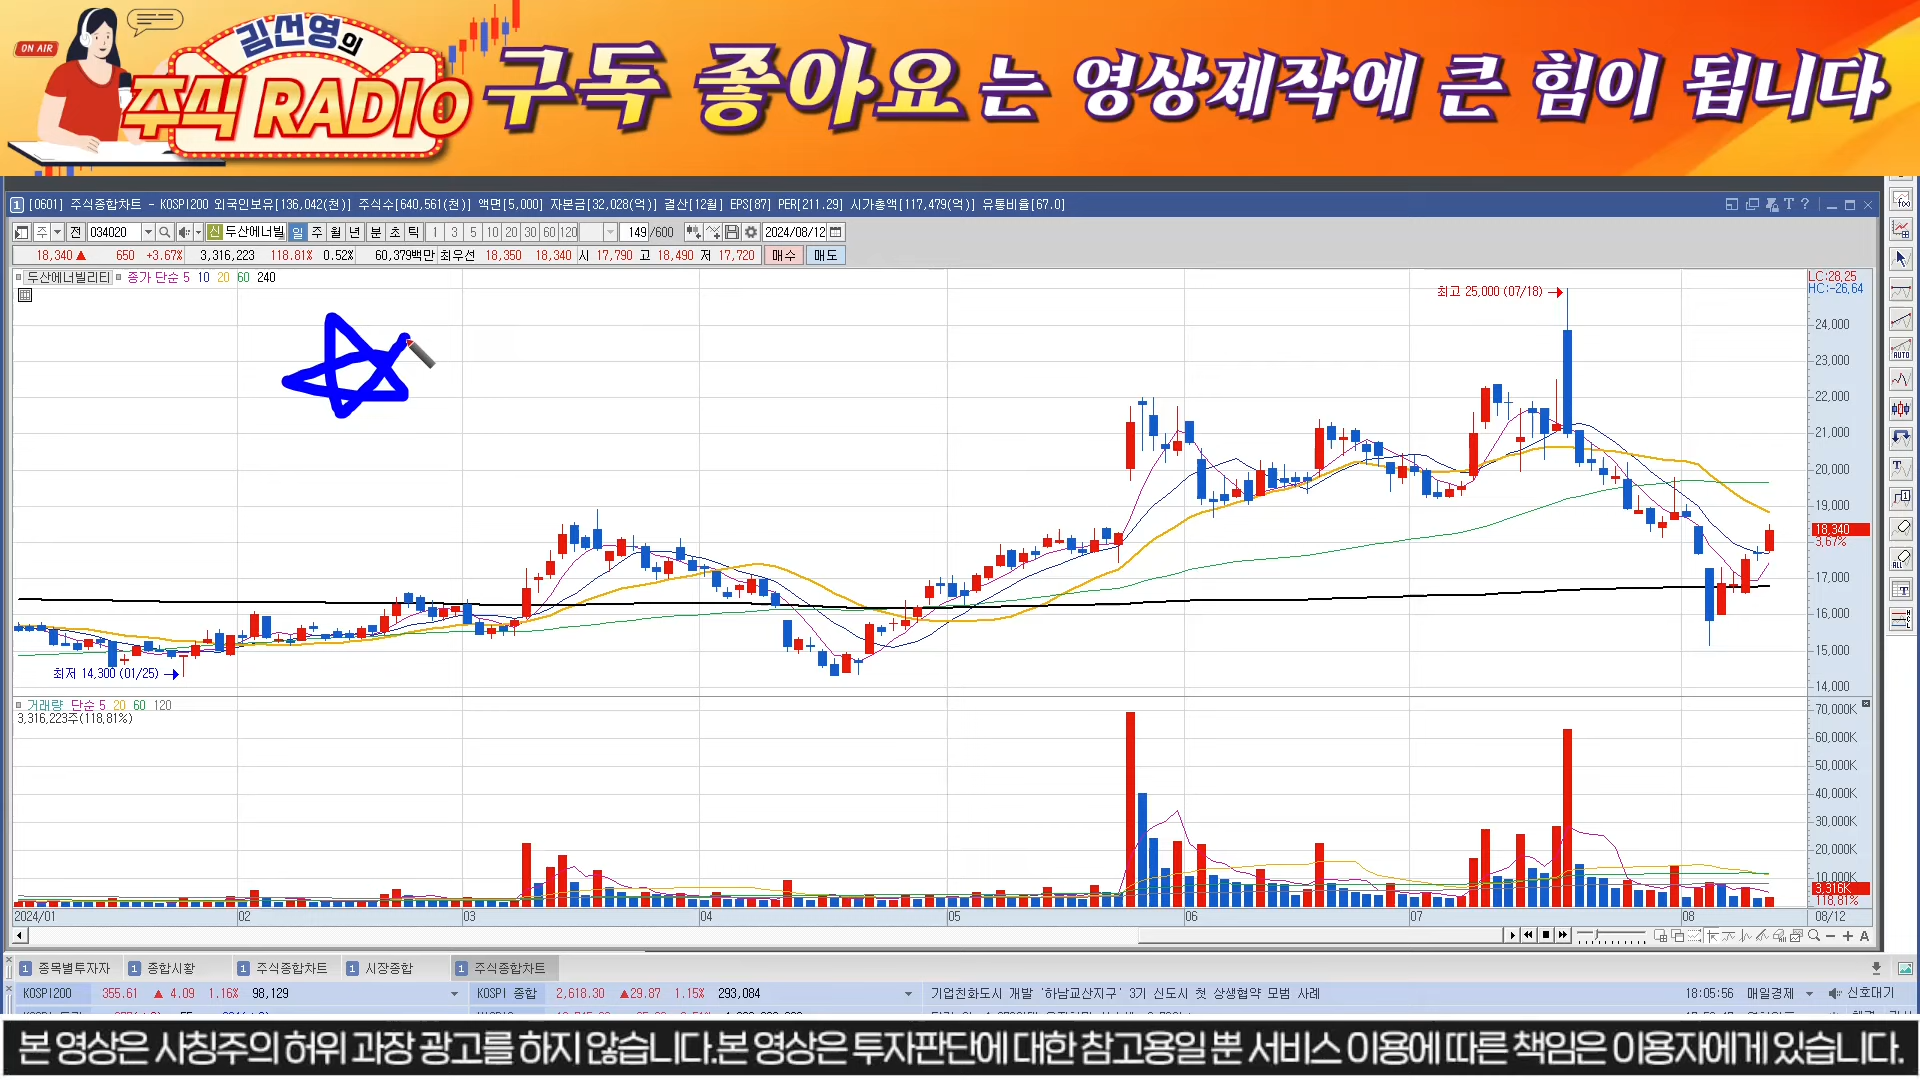 ON AIR
김선영의
주식 RADIO
구독 좋아요는 영상제작에 큰 힘이 됩니다
1 [0601] 주식종합차트 - KOSPI200 외국인보유[136,042(천)] 주식수[640,561(천)] 액면[5,000] 자본금[32,028(억)] 결산[12월] EPS[87] PER[211.29] 시가총액[117,479(억)] 유통비율[67.0]
주 전 034020 신 두산에너빌 일 주 월 년 분 초 틱 1 3 5 10 20 30 60 120 149 /600 2024/08/12
18,340 ▲ 650 +3.67% 3,316,223 118.81% 0.52% 60,379백만 최우선 18,350 18,340 시 17,790 고 18,490 저 17,720 매수 매도
두산에너빌리티 종가 단순 5 10 20 60 240
LC:28,25
HC:-26,64
최고 25,000 (07/18)
24,000
23,000
22,000
21,000
20,000
19,000
18,340
3,67%
17,000
16,000
15,000
14,000
최저 14,300 (01/25)
거래량 단순 5 20 60 120
3,316,223주(118,81%)
70,000K
60,000K
50,000K
40,000K
30,000K
20,000K
10,000K
3,316K
118,81%
2024/01 02 03 04 05 06 07 08 08/12
A
AUTO
ALL
1 종목별투자자 1 종합시황 1 주식종합차트 1 시장종합 1 주식종합차트
KOSPI200 355.61 ▲ 4.09 1.16% 98,129 KOSPI 종합 2,618.30 ▲29.87 1.15% 293,084 기업친화도시 개발 '하남교산지구' 3기 신도시 첫 상생협약 모범 사례 18:05:56 매일경제 신호대기
본 영상은 사칭주의 허위 과장 광고를 하지 않습니다.본 영상은 투자판단에 대한 참고용일 뿐 서비스 이용에 따른 책임은 이용자에게 있습니다.